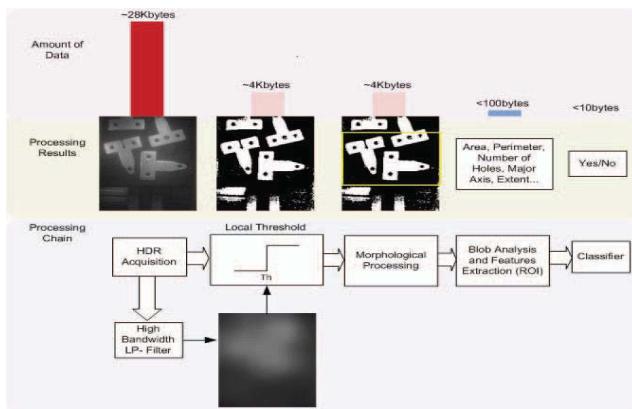 ~28Kbytes
Amount of
Data
~4Kbytes
~4Kbytes
<100bytes
<10bytes
Processing
Results
Area, Perimeter,
Number of
Holes, Major
Axis, Extent...
Yes/No
Processing
Chain
Local Threshold
HDR
Acquisition
Th
Morphological
Processing
Blob Analysis
and Features
Extraction (ROI)
Classifier
High
Bandwidth
LP- Filter